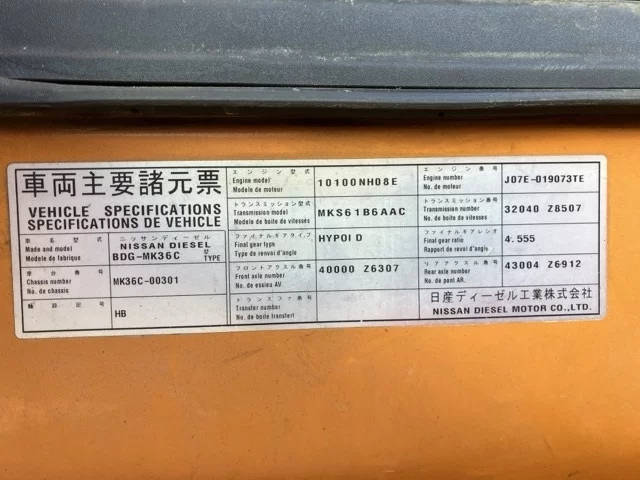 車両主要諸元票
VEHICLE SPECIFICATIONS
SPECIFICATIONS DE VEHICLE
車名型式 ニッサンディーゼル 型
Made and model NISSAN DIESEL
Modele de fabrique BDG-MK36C TYPE
車台番号
Chassis number MK36C-00301
No. de chassis
HB
エンジン型式
Engine model 10100NH08E
Modele de moteur
トランスミッション型式
Transmission model MKS61B6AAC
Modele de boite de vitesses
ファイナルギアタイプ
Final gear type HYPOI D
Type de renvoi d'angle
フロントアクスル番号
Front axle number 40000 Z6307
No. de essieu AV.
トランスファ番号
Transfer number
No. de boite transfert
エンジン番号
Engine number J07E-019073TE
No. de moteur
トランスミッション番号
Transmission number 32040 Z8507
No. de boite de vitesses
ファイナルギアレシオ
Final gear ratio 4.555
Rapport de renvoi d'angle
リアアクスル番号
Rear axle number 43004 Z6912
No. de pont AR.
日産ディーゼル工業株式会社
NISSAN DIESEL MOTOR CO.,LTD.